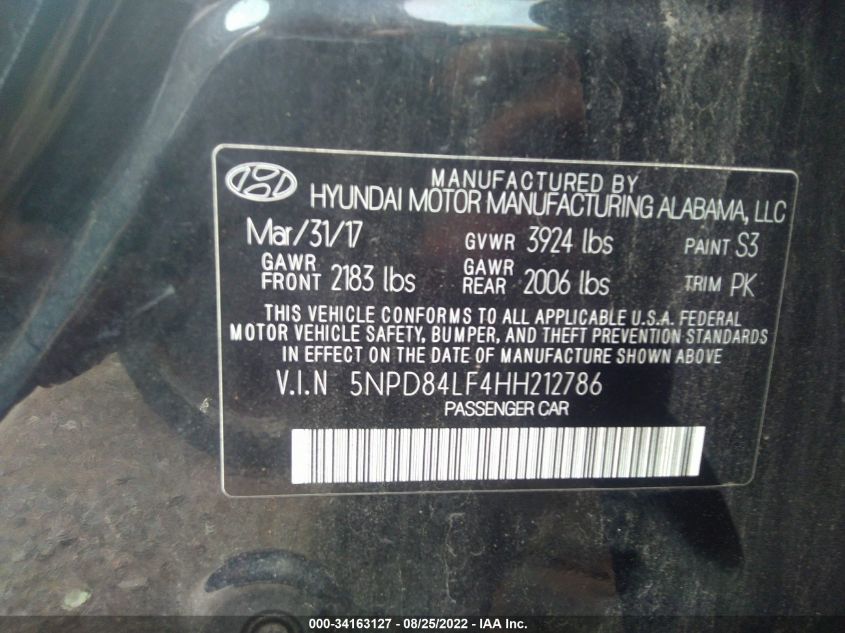 MANUFACTURED BY
HYUNDAI MOTOR MANUFACTURING ALABAMA, LLC
Mar/31/17 GVWR 3924 lbs PAINT S3
GAWR FRONT 2183 lbs GAWR REAR 2006 lbs TRIM PK
THIS VEHICLE CONFORMS TO ALL APPLICABLE U.S.A. FEDERAL
MOTOR VEHICLE SAFETY, BUMPER, AND THEFT PREVENTION STANDARDS
IN EFFECT ON THE DATE OF MANUFACTURE SHOWN ABOVE.
V.I.N 5NPD84LF4HH212786
PASSENGER CAR
000-34163127 - 08/25/2022 - IAA Inc.